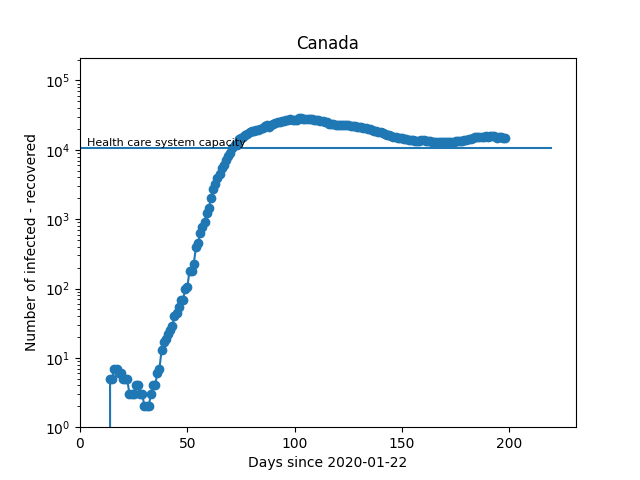 Canada
10^5
Health care system capacity
10^4
10^3
10^2
10^1
10^0
Number of infected - recovered
0 50 100 150 200
Days since 2020-01-22